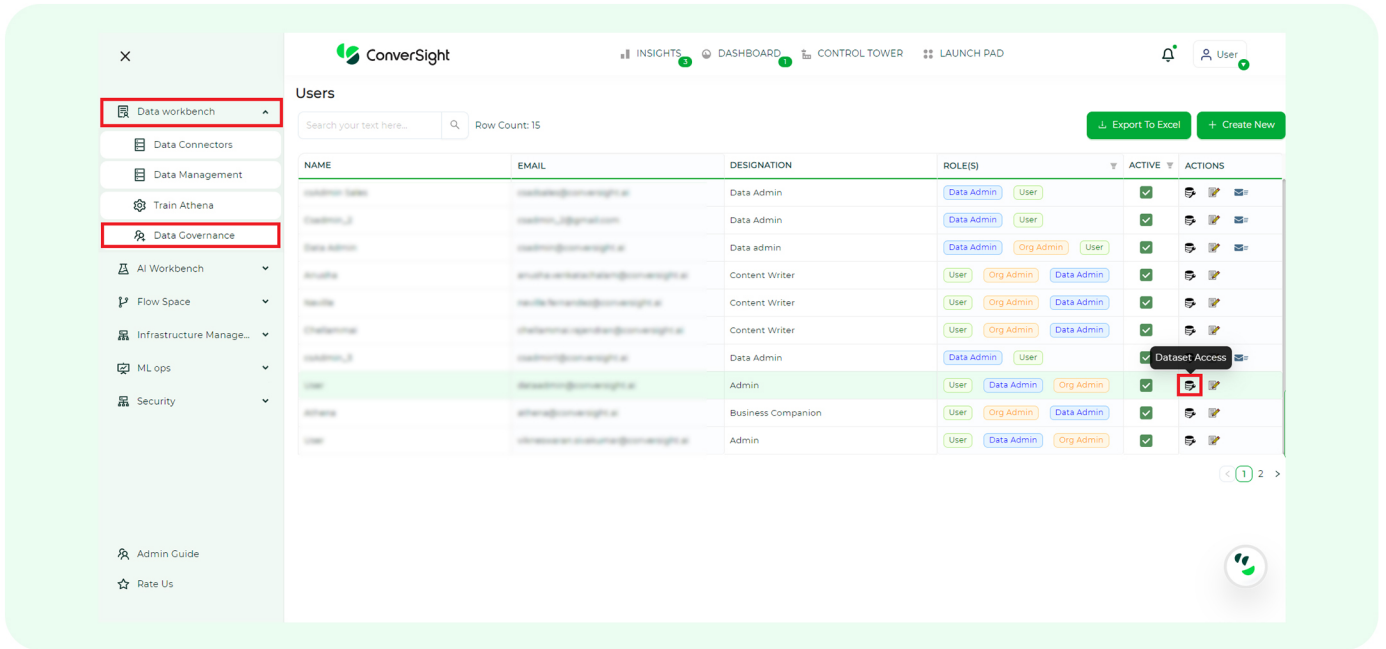 ConverSight
INSIGHTS 3
DASHBOARD 1
CONTROL TOWER
LAUNCH PAD
User
Data workbench
Data Connectors
Data Management
Train Athena
Data Governance
AI Workbench
Flow Space
Infrastructure Manage...
ML ops
Security
Admin Guide
Rate Us
Users
Search your text here...
Row Count: 15
Export To Excel
+ Create New
NAME EMAIL DESIGNATION ROLE(S) ACTIVE ACTIONS
Data Admin Data Admin User
Data Admin Data Admin User
Data admin Data Admin Org Admin User
Content Writer User Org Admin Data Admin
Content Writer User Org Admin Data Admin
Content Writer User Org Admin Data Admin
Data Admin Data Admin User
Dataset Access
Admin User Data Admin Org Admin
Business Companion User Org Admin Data Admin
Admin User Data Admin Org Admin
< 1 2 >